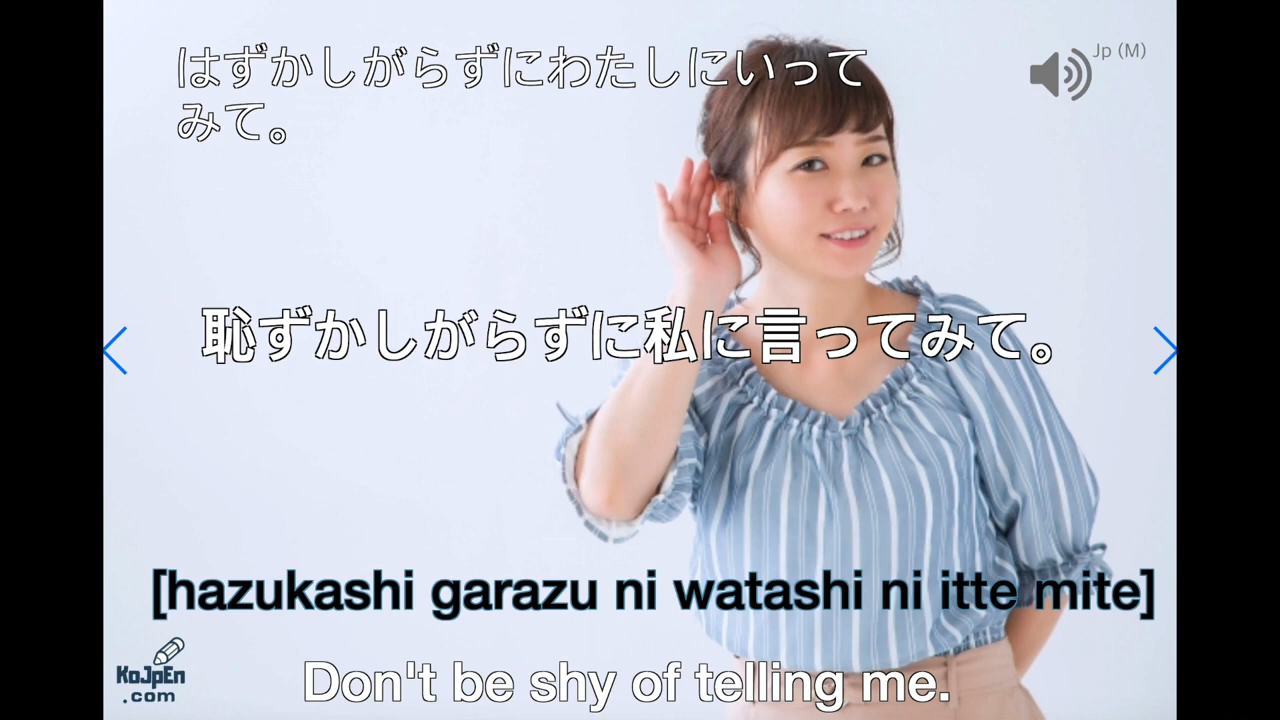 はずかしがらずにわたしにいって
みて。
Jp (M)
恥ずかしがらずに私に言ってみて。
[hazukashi garazu ni watashi ni itte mite]
Don't be shy of telling me.
KoJpEn
.com